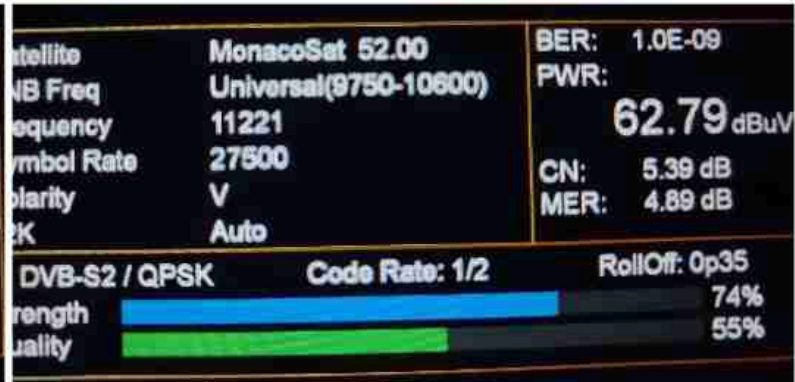 atellite MonacoSat 52.00
NB Freq Universal(9750-10600)
equency 11221
ymbol Rate 27500
olarity V
2K Auto
BER: 1.0E-09
PWR:
62.79 dBuV
CN: 5.39 dB
MER: 4.89 dB
DVB-S2 / QPSK Code Rate: 1/2 RollOff: 0p35
rength 74%
uality 55%